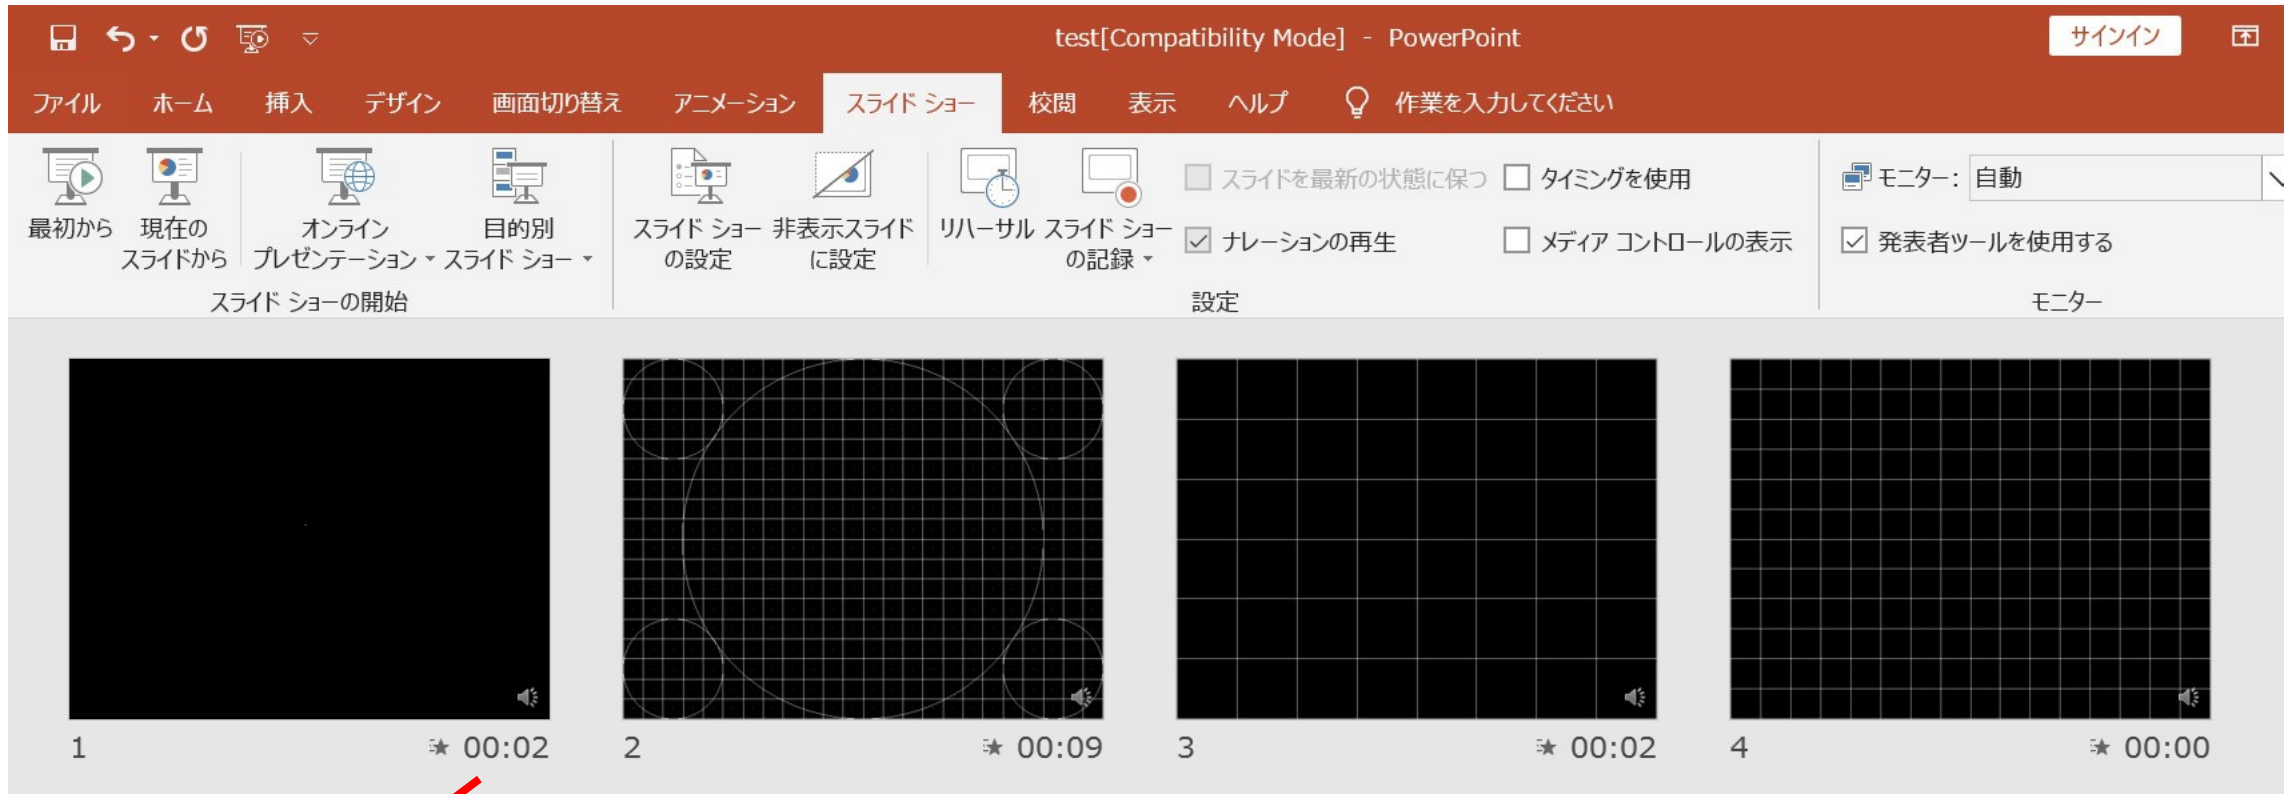 test[Compatibility Mode] - PowerPoint
サインイン
ファイル ホーム 挿入 デザイン 画面切り替え アニメーション スライド ショー 校閲 表示 ヘルプ 作業を入力してください
最初から
現在の
スライドから
オンライン
プレゼンテーション
目的別
スライド ショー
スライド ショーの開始
スライド ショー
の設定
非表示スライド
に設定
リハーサル
スライド ショー
の記録
スライドを最新の状態に保つ
タイミングを使用
ナレーションの再生
メディア コントロールの表示
設定
モニター: 自動
発表者ツールを使用する
モニター
1 00:02
2 00:09
3 00:02
4 00:00